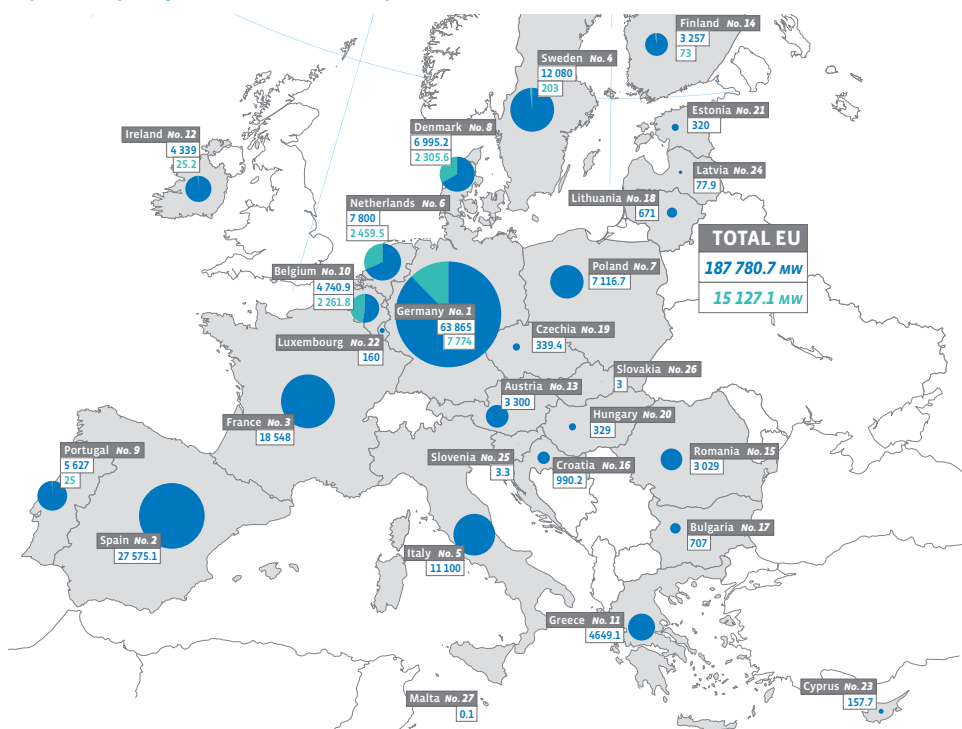 Finland No. 14
3 257
73
Sweden No. 4
12 080
203
Estonia No. 21
320
Denmark No. 8
6 995.2
2 305.6
Ireland No. 12
4 339
25.2
Latvia No. 24
77.9
Lithuania No. 18
671
Netherlands No. 6
7 800
2 459.5
TOTAL EU
187 780.7 MW
15 127.1 MW
Belgium No. 10
4 740.9
2 261.8
Poland No. 7
7 116.7
Germany No. 1
63 865
7 774
Czechia No. 19
339.4
Luxembourg No. 22
160
Slovakia No. 26
3
Austria No. 13
3 300
Hungary No. 20
329
France No. 3
18 548
Portugal No. 9
5 627
25
Slovenia No. 25
3.3
Croatia No. 16
990.2
Romania No. 15
3 029
Bulgaria No. 17
707
Spain No. 2
27 575.1
Italy No. 5
11 100
Greece No. 11
4649.1
Malta No. 27
0.1
Cyprus No. 23
157.7